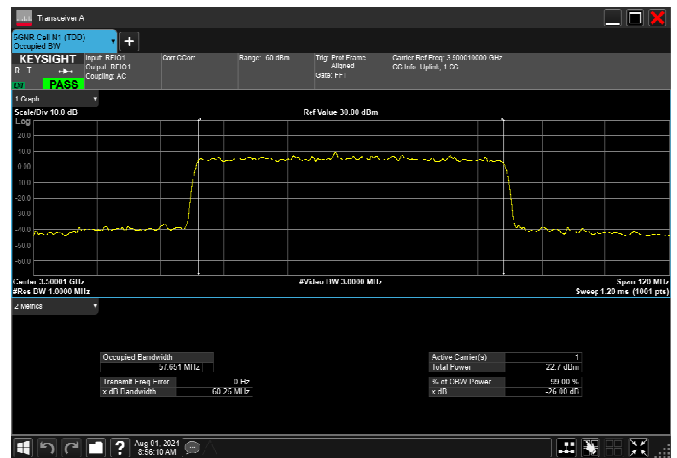 Transceiver A
5GNR Cell N1 (TDD)
Occupied BW
KEYSIGHT
R T
PASS
Input: RFIO1
Output: RFIO1
Coupling: AC
Corr CCorr
Range: 60 dBm
Trig: Prot Frame
Aligned
Gate: FFT
Carrier Ref Freq: 3.500010000 GHz
CC Info: Uplink, 1 CC
1 Graph
Scale/Div 10.0 dB
Ref Value 30.00 dBm
Log
20.0
10.0
0.00
-10.0
-20.0
-30.0
-40.0
-50.0
-60.0
Center 3.50001 GHz
#Video BW 3.0000 MHz
Span 120 MHz
#Res BW 1.0000 MHz
Sweep 1.20 ms (1001 pts)
2 Metrics
Occupied Bandwidth
57.651 MHz
Transmit Freq Error 0 Hz
x dB Bandwidth 60.25 MHz
Active Carrier(s) 1
Total Power 22.7 dBm
% of OBW Power 99.00 %
x dB -26.00 dB
Aug 01, 2024
8:56:10 AM